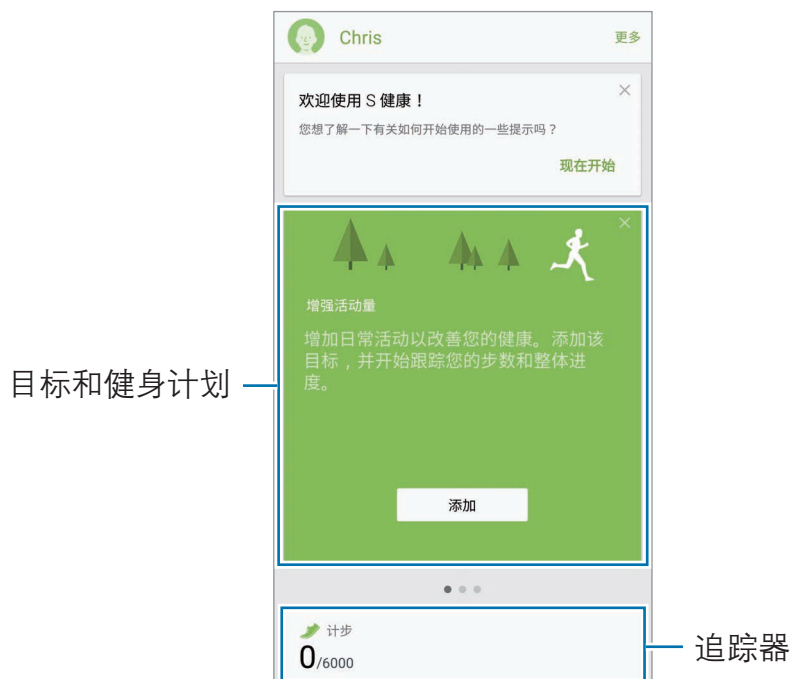 Chris
更多
欢迎使用 S 健康！
您想了解一下有关如何开始使用的一些提示吗？
现在开始
增强活动量
增加日常活动以改善您的健康。添加该
目标，并开始跟踪您的步数和整体进
度。
目标和健身计划
添加
计步
0/6000
追踪器